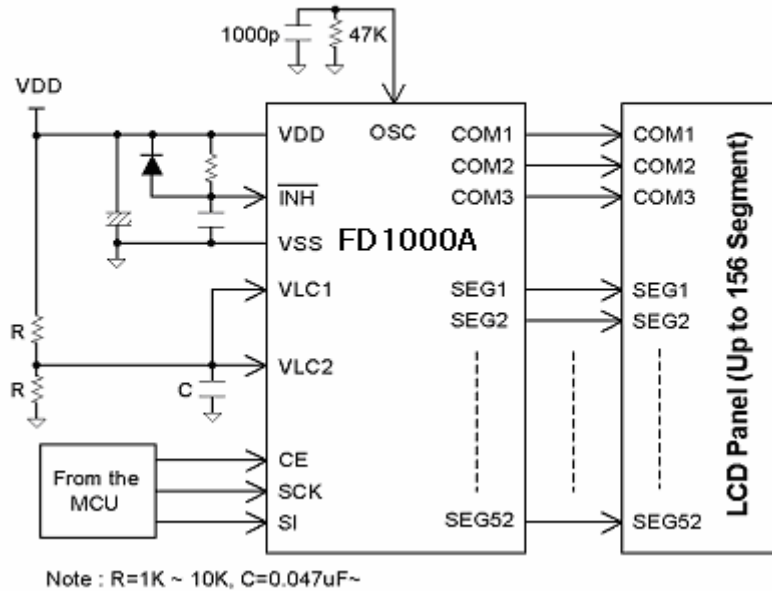 1000p
47K
VDD
VDD
OSC
COM1
COM1
COM2
COM2
COM3
COM3
INH
VSS
FD1000A
VLC1
SEG1
SEG1
SEG2
SEG2
R
VLC2
R
C
LCD Panel (Up to 156 Segment)
From the
MCU
CE
SCK
SI
SEG52
SEG52
Note : R=1K ~ 10K, C=0.047uF~